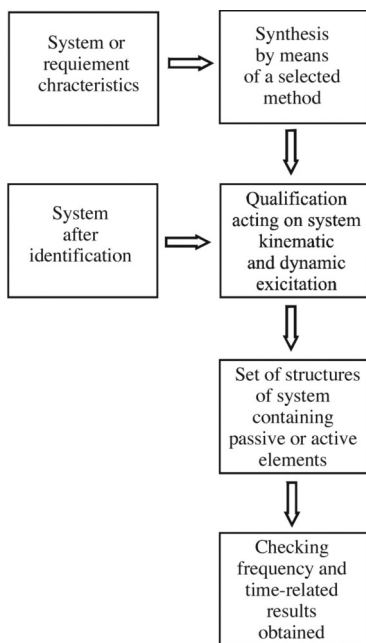 System or
requiement
chracteristics
Synthesis
by means
of a selected
method
System
after
identification
Qualification
acting on system
kinematic
and dynamic
exicitation
Set of structures
of system
containing
passive or active
elements
Checking
frequency and
time-related
results
obtained